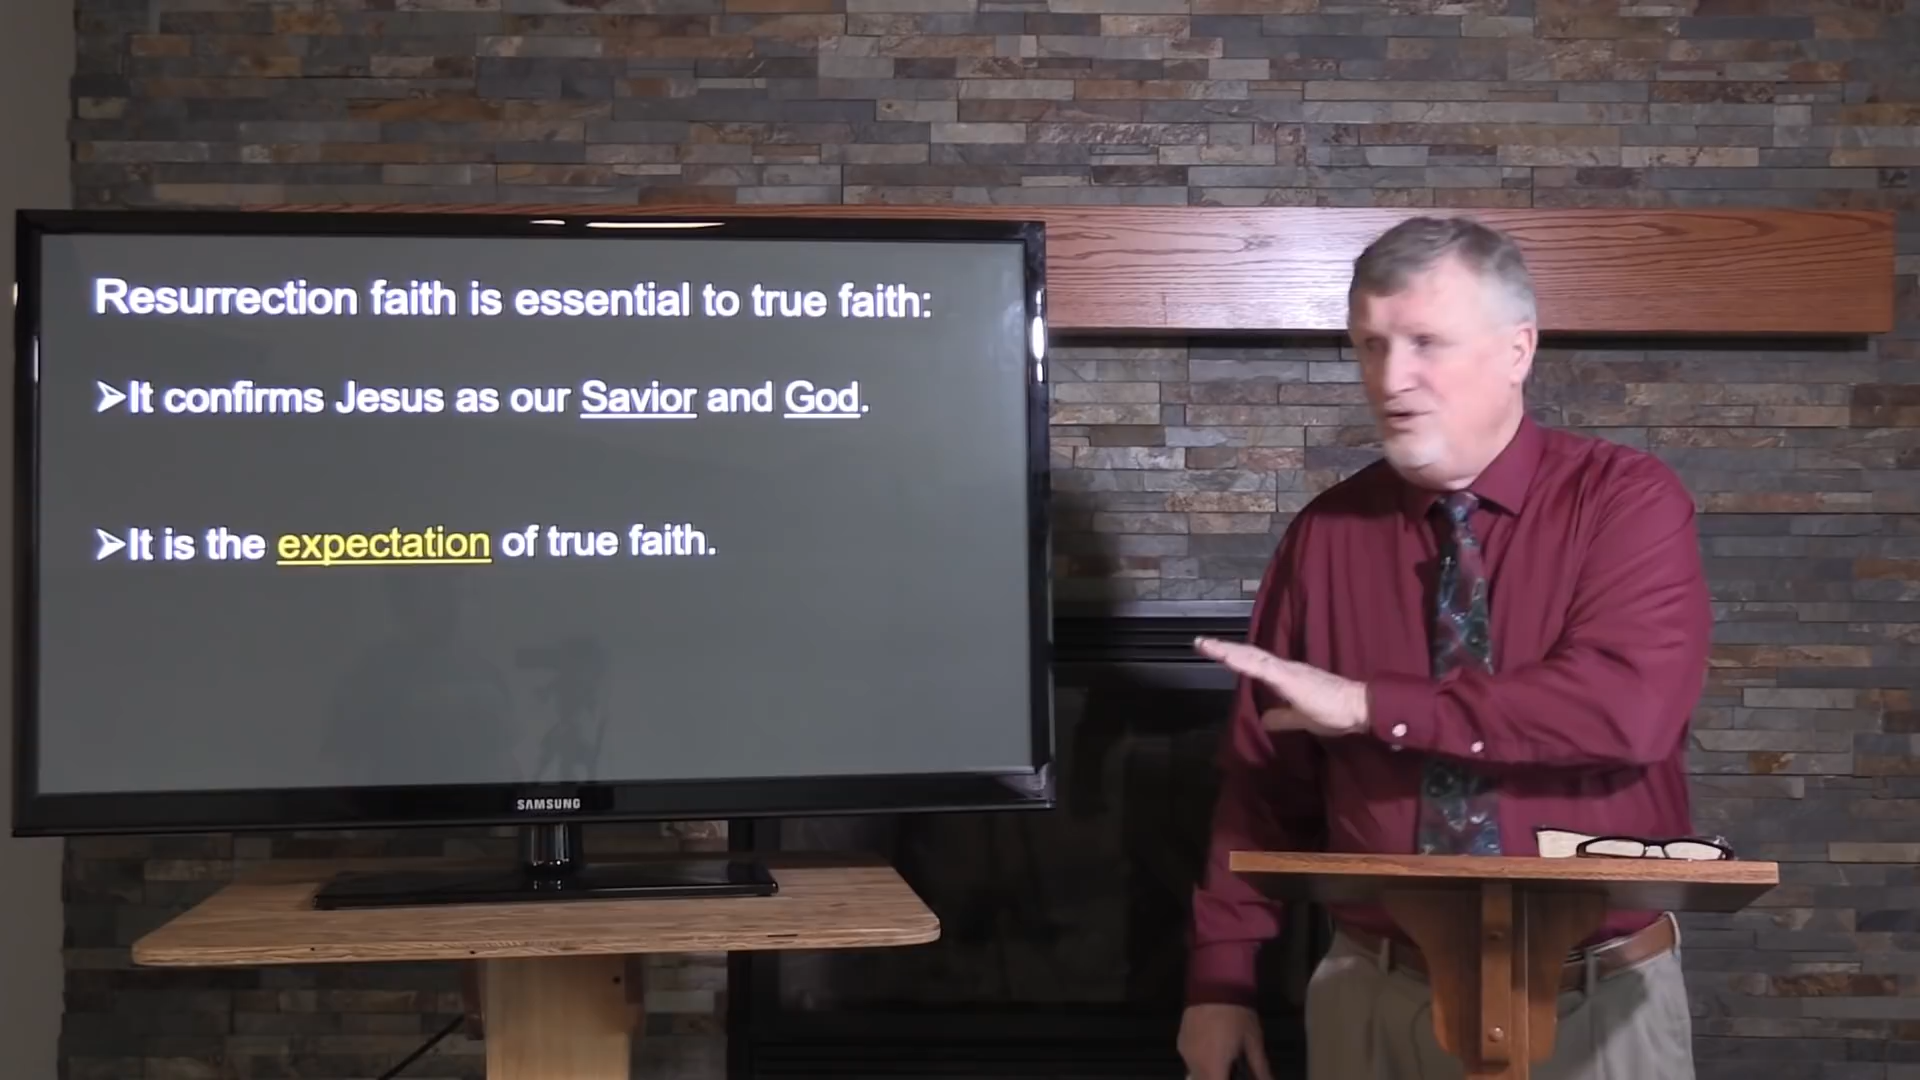 Resurrection faith is essential to true faith:
➢It confirms Jesus as our Savior and God.
➢It is the expectation of true faith.
SAMSUNG